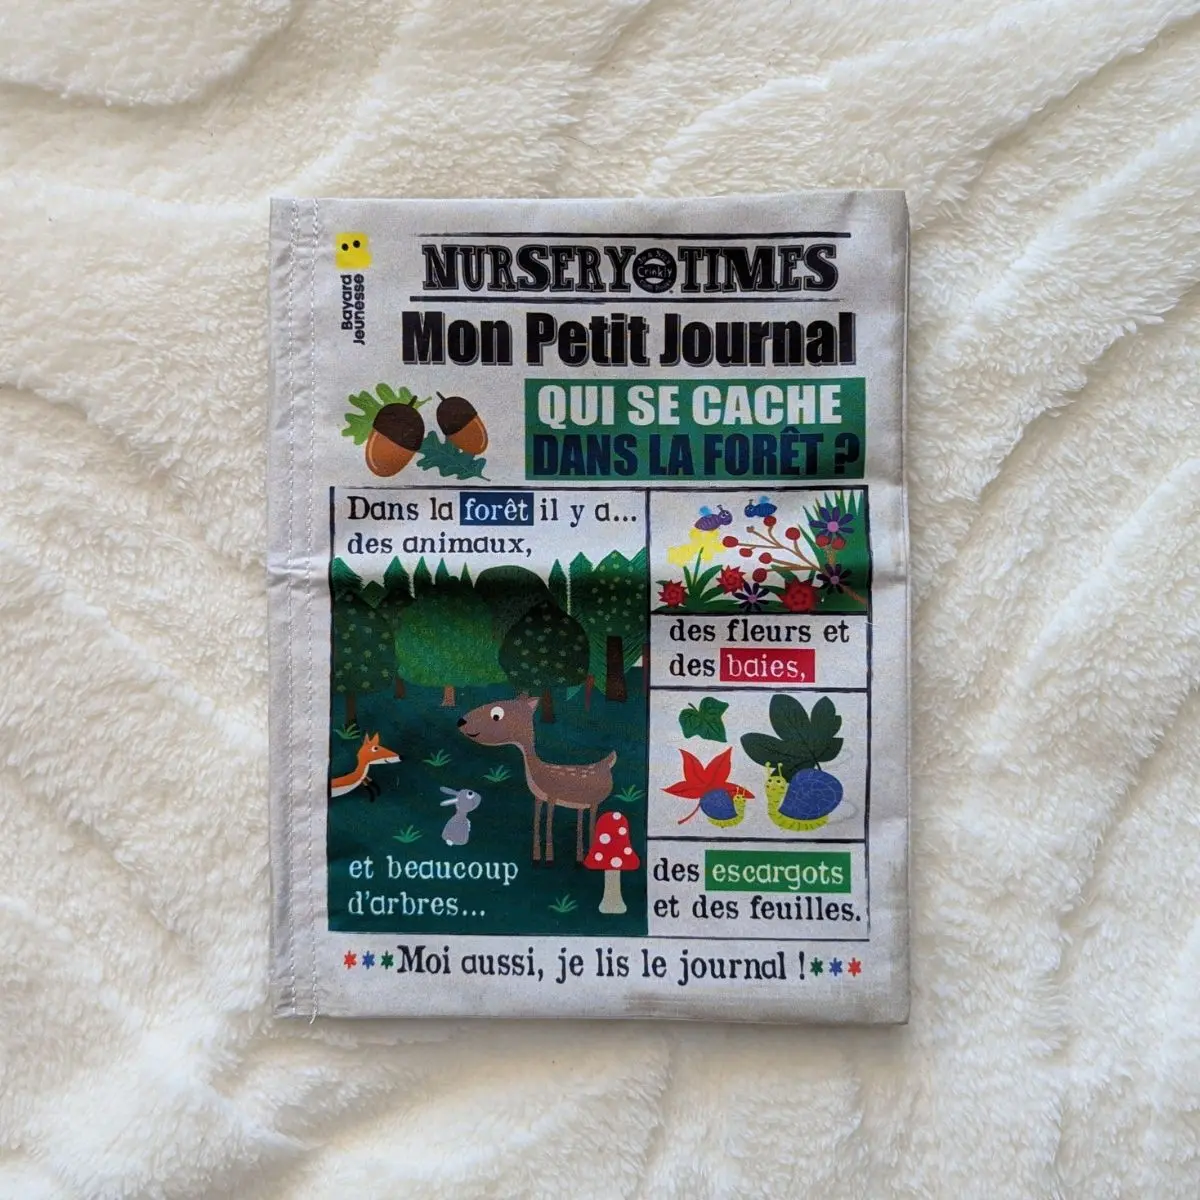 Bayard
Jeunesse
NURSERY TIMES
Crinkly
Mon Petit Journal
QUI SE CACHE
DANS LA FORÊT ?
Dans la forêt il y a...
des animaux,
et beaucoup
d'arbres...
des fleurs et
des baies,
des escargots
et des feuilles.
Moi aussi, je lis le journal !